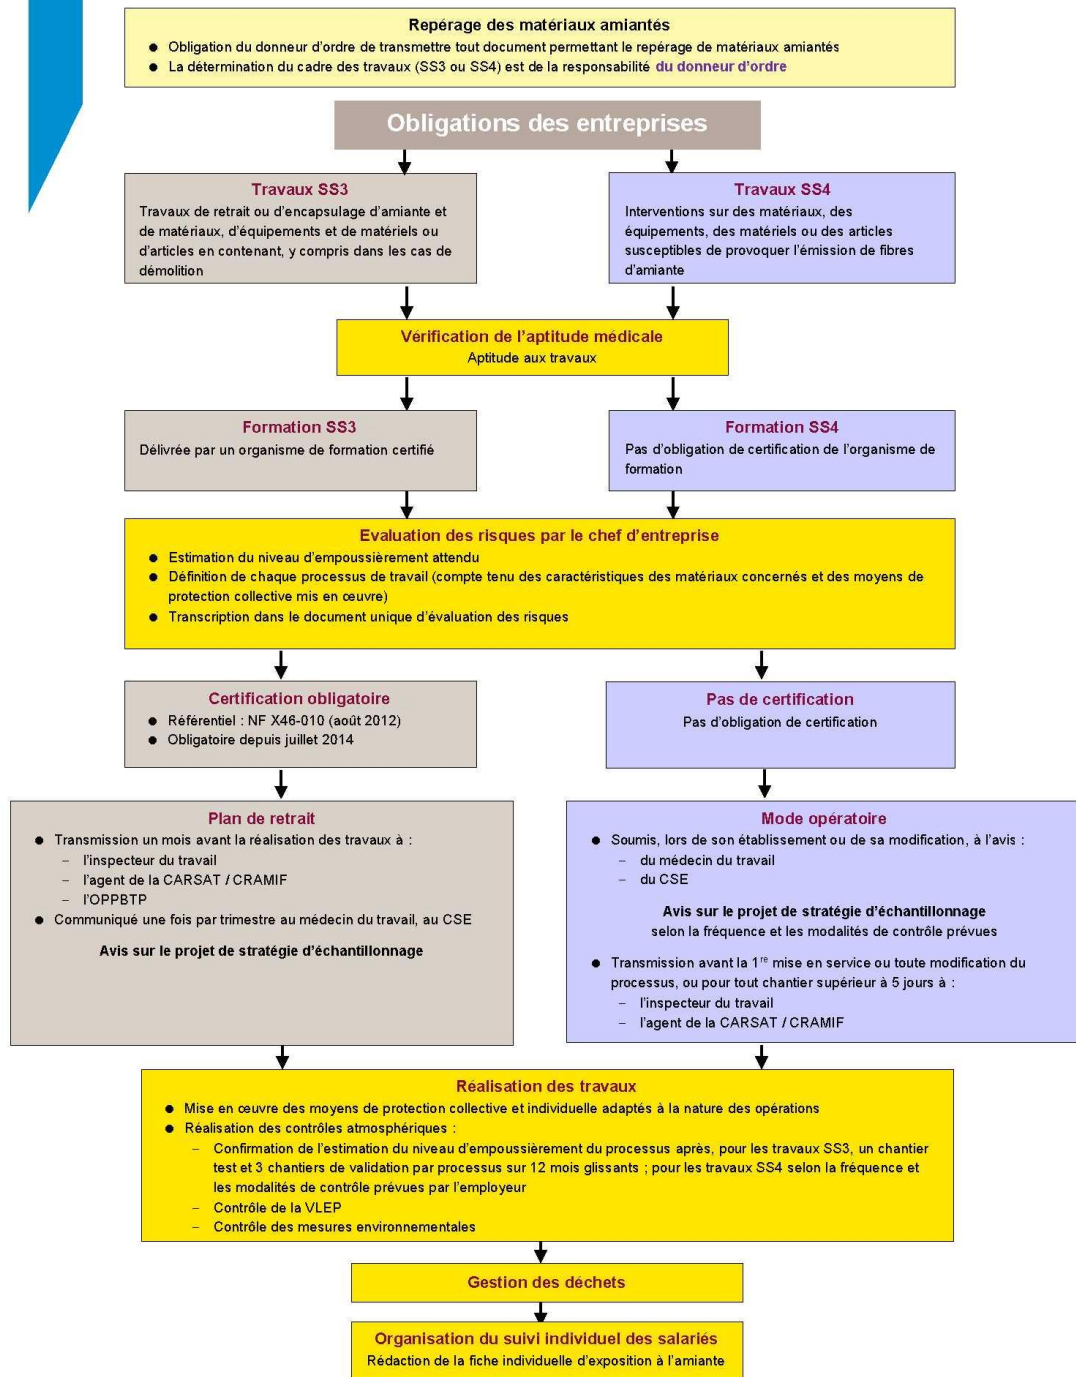 Repérage des matériaux amiantés
● Obligation du donneur d'ordre de transmettre tout document permettant le repérage de matériaux amiantés
● La détermination du cadre des travaux (SS3 ou SS4) est de la responsabilité du donneur d'ordre
Obligations des entreprises
Travaux SS3
Travaux de retrait ou d'encapsulage d'amiante et
de matériaux, d'équipements et de matériels ou
d'articles en contenant, y compris dans les cas de
démolition
Travaux SS4
Interventions sur des matériaux, des
équipements, des matériels ou des articles
susceptibles de provoquer l'émission de fibres
d'amiante
Vérification de l'aptitude médicale
Aptitude aux travaux
Formation SS3
Délivrée par un organisme de formation certifié
Formation SS4
Pas d'obligation de certification de l'organisme de
formation
Evaluation des risques par le chef d'entreprise
● Estimation du niveau d'empoussièrement attendu
● Définition de chaque processus de travail (compte tenu des caractéristiques des matériaux concernés et des moyens de
protection collective mis en œuvre)
● Transcription dans le document unique d'évaluation des risques
Certification obligatoire
● Référentiel : NF X46-010 (août 2012)
● Obligatoire depuis juillet 2014
Pas de certification
Pas d'obligation de certification
Plan de retrait
● Transmission un mois avant la réalisation des travaux à :
– l'inspecteur du travail
– l'agent de la CARSAT / CRAMIF
– l'OPPBTP
● Communiqué une fois par trimestre au médecin du travail, au CSE
Avis sur le projet de stratégie d'échantillonnage
Mode opératoire
● Soumis, lors de son établissement ou de sa modification, à l'avis :
– du médecin du travail
– du CSE
Avis sur le projet de stratégie d'échantillonnage
selon la fréquence et les modalités de contrôle prévues
● Transmission avant la 1re mise en service ou toute modification du
processus, ou pour tout chantier supérieur à 5 jours à :
– l'inspecteur du travail
– l'agent de la CARSAT / CRAMIF
Réalisation des travaux
● Mise en œuvre des moyens de protection collective et individuelle adaptés à la nature des opérations
● Réalisation des contrôles atmosphériques :
– Confirmation de l'estimation du niveau d'empoussièrement du processus après, pour les travaux SS3, un chantier
test et 3 chantiers de validation par processus sur 12 mois glissants ; pour les travaux SS4 selon la fréquence et
les modalités de contrôle prévues par l'employeur
– Contrôle de la VLEP
– Contrôle des mesures environnementales
Gestion des déchets
Organisation du suivi individuel des salariés
Rédaction de la fiche individuelle d'exposition à l'amiante